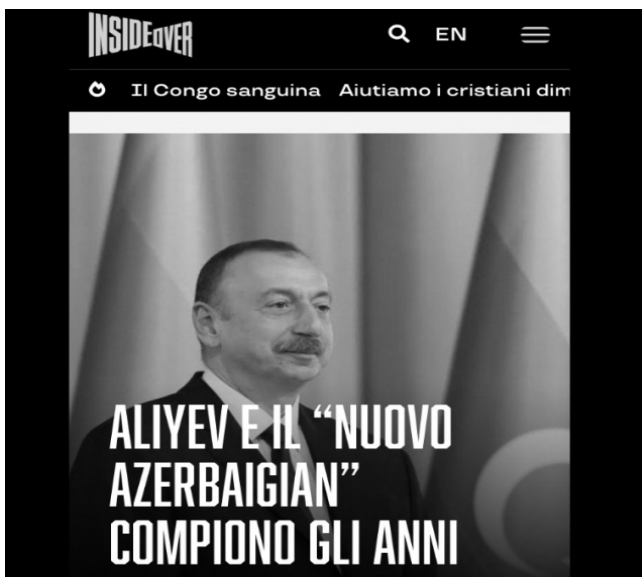 INSIDEOVER
EN
Il Congo sanguina Aiutiamo i cristiani dim
ALIYEV E IL “NUOVO
AZERBAIGIAN”
COMPIONO GLI ANNI